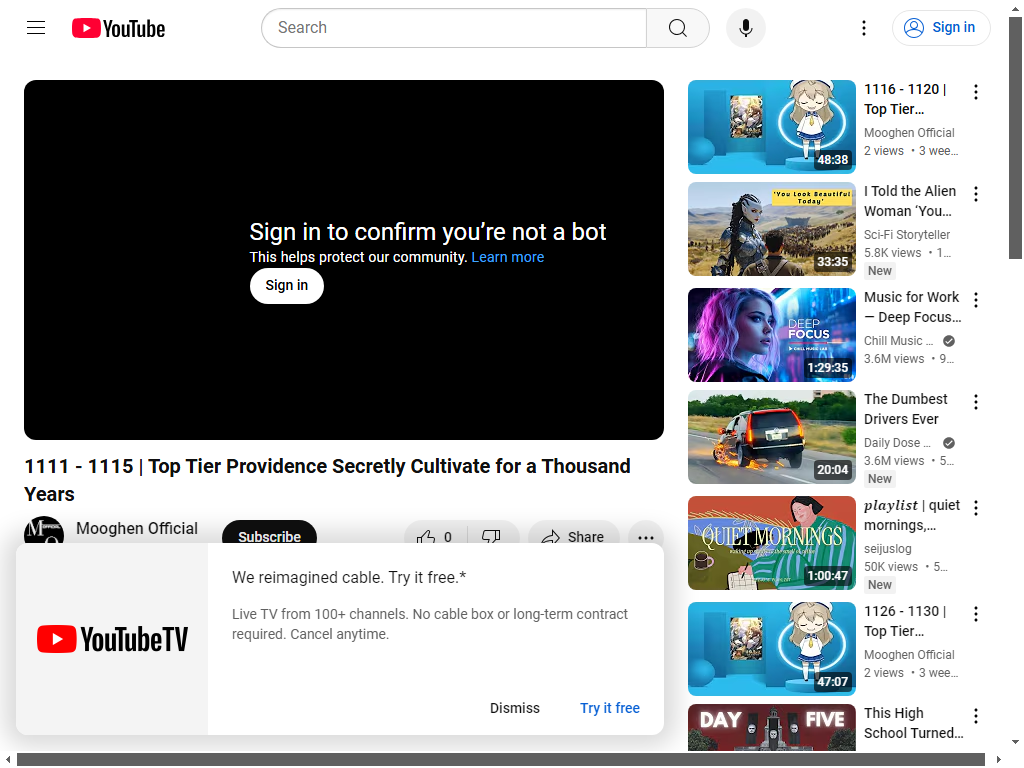 YouTube
Search
Sign in
Sign in to confirm you’re not a bot
This helps protect our community. Learn more
Sign in
1111 - 1115 | Top Tier Providence Secretly Cultivate for a Thousand
Years
Mooghen Official
Subscribe
0
Share
We reimagined cable. Try it free.*
Live TV from 100+ channels. No cable box or long-term contract
required. Cancel anytime.
YouTubeTV
Dismiss
Try it free
1116 - 1120 |
Top Tier…
Mooghen Official
2 views • 3 wee…
48:38
'You Look Beautiful
Today'
33:35
I Told the Alien
Woman ‘You…
Sci-Fi Storyteller
5.8K views • 1…
New
DEEP
FOCUS
CHILL MUSIC LAB
1:29:35
Music for Work
— Deep Focus…
Chill Music …
3.6M views • 9…
20:04
The Dumbest
Drivers Ever
Daily Dose …
3.6M views • 5…
New
QUIET MORNINGS
1:00:47
𝒑𝒍𝒂𝒚𝒍𝒊𝒔𝒕 | quiet
mornings,…
seijuslog
50K views • 5…
New
47:07
1126 - 1130 |
Top Tier…
Mooghen Official
2 views • 3 wee…
DAY FIVE
This High
School Turned…